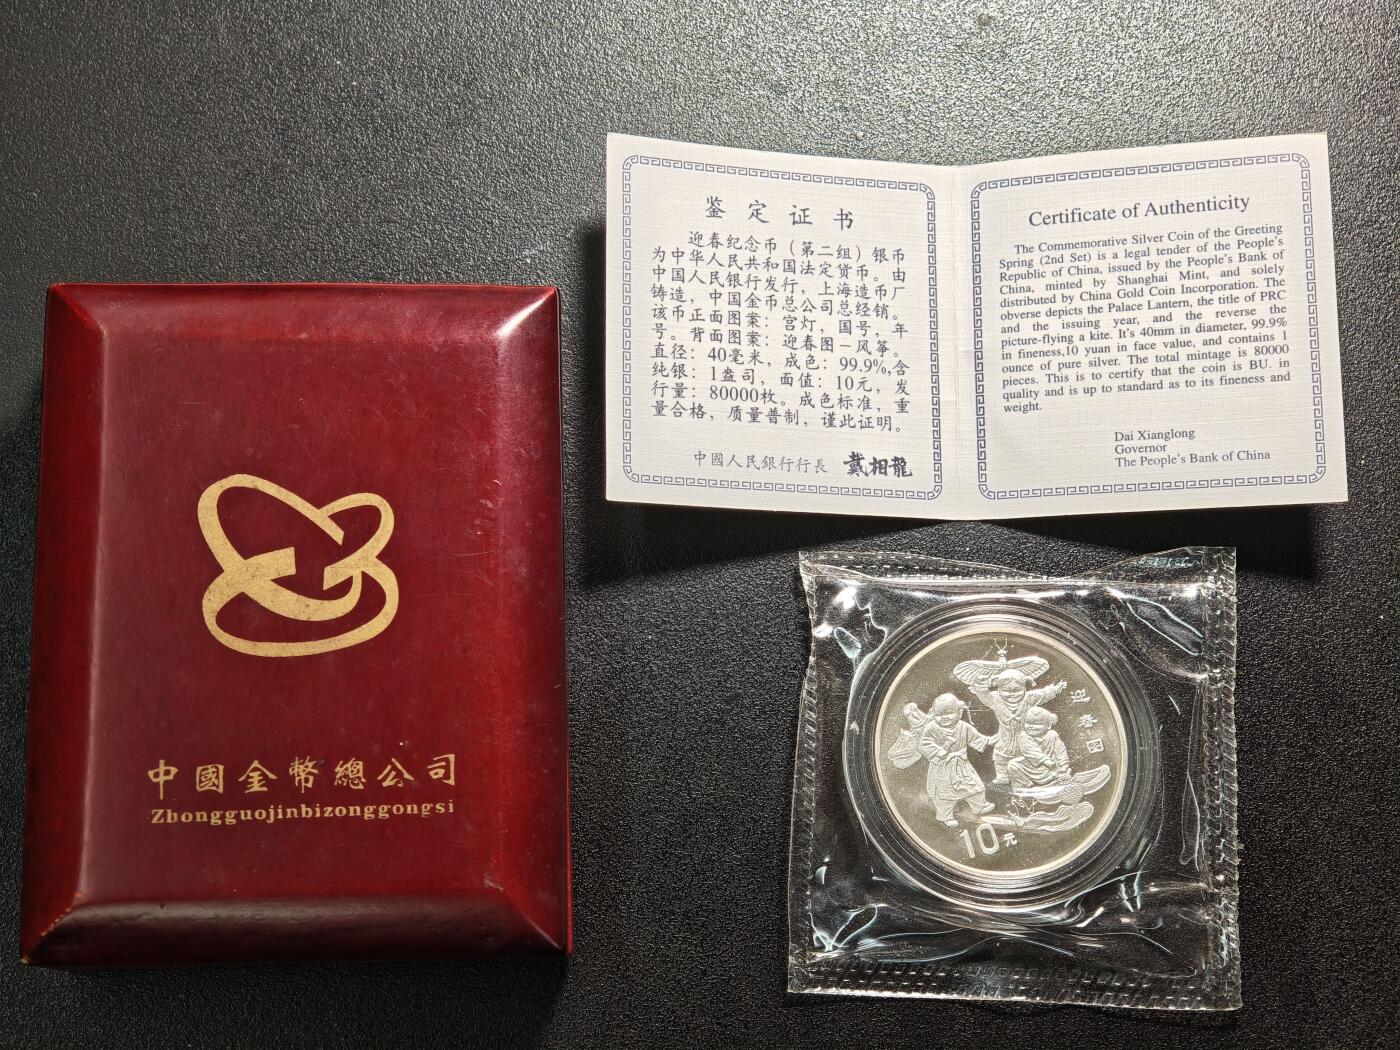 鉴定证书
迎春纪念币（第二组）银币
为中华人民共和国法定货币。由
中国人民银行发行，上海造币厂
铸造，中国金币总公司总经销。
该币正面图案：宫灯，国号，年
号。背面图案：迎春图－风筝。
直径：40毫米，成色：99.9%,含
纯银：1盎司，面值：10元，发
行量：80000枚。成色标准，重
量合格，质量普制，谨此证明。
中國人民銀行行長 戴相龍
Certificate of Authenticity
The Commemorative Silver Coin of the Greeting
Spring (2nd Set) is a legal tender of the People's
Republic of China, issued by the People's Bank of
China, minted by Shanghai Mint, and solely
distributed by China Gold Coin Incorporation. The
obverse depicts the Palace Lantern, the title of PRC
and the issuing year, and the reverse the
picture-flying a kite. It's 40mm in diameter, 99.9%
in fineness,10 yuan in face value, and contains 1
ounce of pure silver. The total mintage is 80000
pieces. This is to certify that the coin is BU. in
quality and is up to standard as to its fineness and
weight.
Dai Xianglong
Governor
The People's Bank of China
中國金幣總公司
Zhongguojinbizonggongsi
迎春图
10元